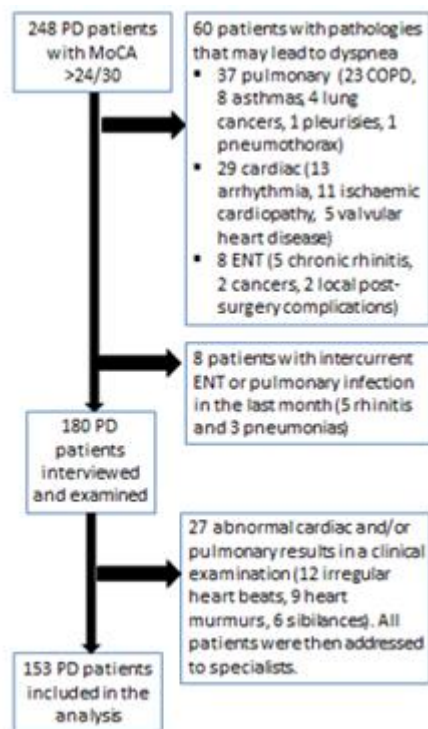 248 PD patients
with MoCA
>24/30
60 patients with pathologies
that may lead to dyspnea
▪ 37 pulmonary (23 COPD,
8 asthmas, 4 lung
cancers, 1 pleurisies, 1
pneumothorax)
▪ 29 cardiac (13
arrhythmia, 11 ischaemic
cardiopathy, 5 valvular
heart disease)
▪ 8 ENT (5 chronic rhinitis,
2 cancers, 2 local post-
surgery complications)
8 patients with intercurrent
ENT or pulmonary infection
in the last month (5 rhinitis
and 3 pneumonias)
180 PD
patients
interviewed
and examined
27 abnormal cardiac and/or
pulmonary results in a clinical
examination (12 irregular
heart beats, 9 heart
murmurs, 6 sibilances). All
patients were then addressed
to specialists.
153 PD patients
included in the
analysis